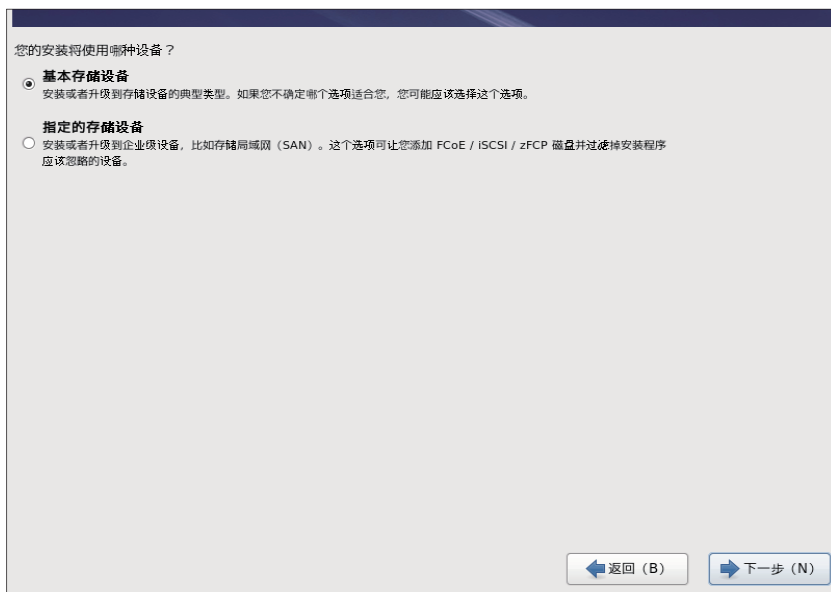 您的安装将使用哪种设备？
基本存储设备
安装或者升级到存储设备的典型类型。如果您不确定哪个选项适合您，您可能应该选择这个选项。
指定的存储设备
安装或者升级到企业级设备，比如存储局域网（SAN）。这个选项可让您添加 FCoE / iSCSI / zFCP 磁盘并过滤掉安装程序
应该忽略的设备。
返回（B）
下一步（N）